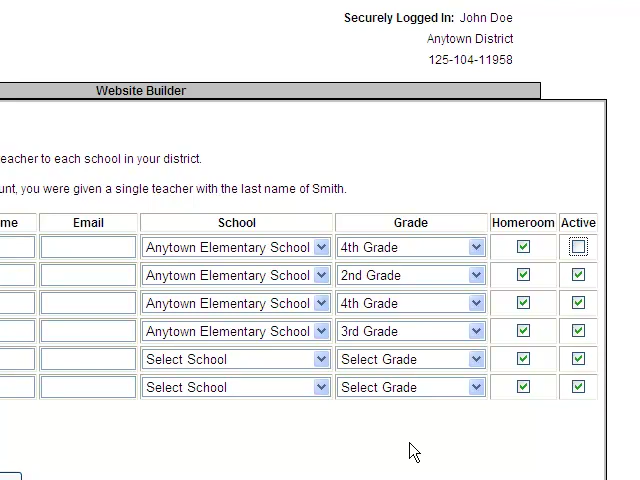 Securely Logged In: John Doe
Anytown District
125-104-11958
Website Builder
eacher to each school in your district.
unt, you were given a single teacher with the last name of Smith.
me Email School Grade Homeroom Active
Anytown Elementary School 4th Grade
Anytown Elementary School 2nd Grade
Anytown Elementary School 4th Grade
Anytown Elementary School 3rd Grade
Select School Select Grade
Select School Select Grade